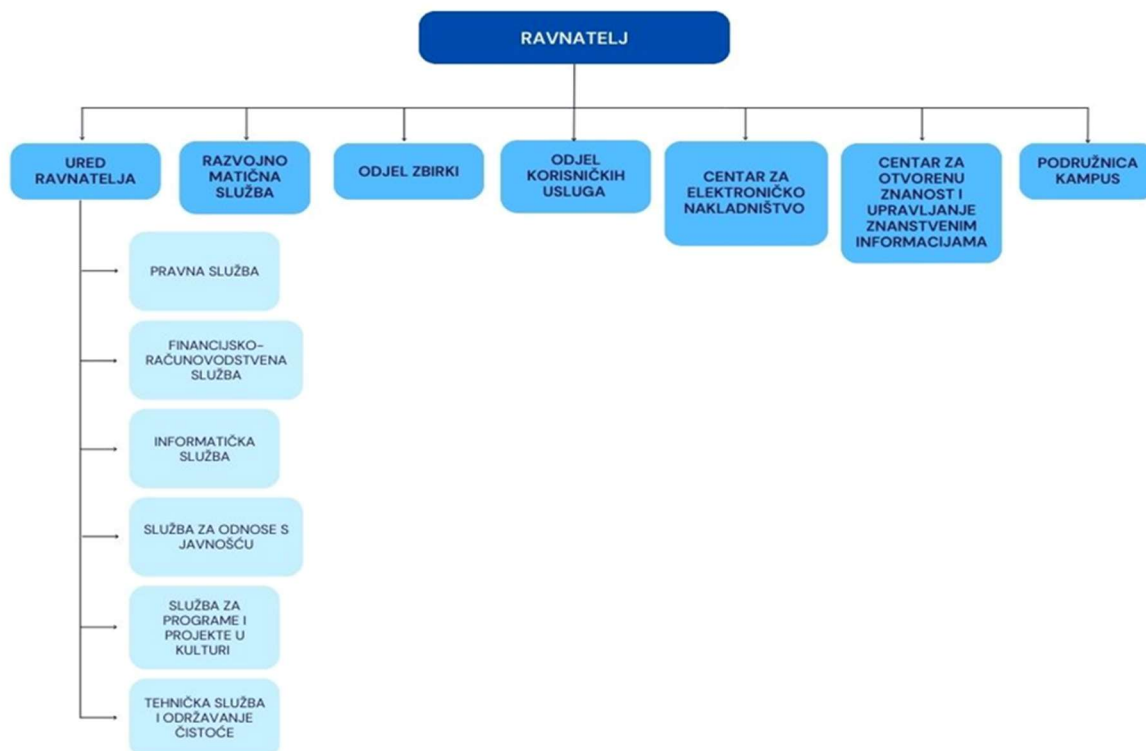 RAVNATELJ
URED
RAVNATELJA
RAZVOJNO
MATIČNA
SLUŽBA
ODJEL ZBIRKI
ODJEL
KORISNIČKIH
USLUGA
CENTAR ZA
ELEKTRONIČKO
NAKLADNIŠTVO
CENTAR ZA
OTVORENU
ZNANOST I
UPRAVLJANJE
ZNANSTVENIM
INFORMACIJAMA
PODRUŽNICA
KAMPUS
PRAVNA SLUŽBA
FINANCIJSKO-
RAČUNOVODSTVENA
SLUŽBA
INFORMATIČKA
SLUŽBA
SLUŽBA ZA ODNOSE S
JAVNOŠĆU
SLUŽBA ZA
PROGRAME I
PROJEKTE U
KULTURI
TEHNIČKA SLUŽBA
I ODRŽAVANJE
ČISTOĆE